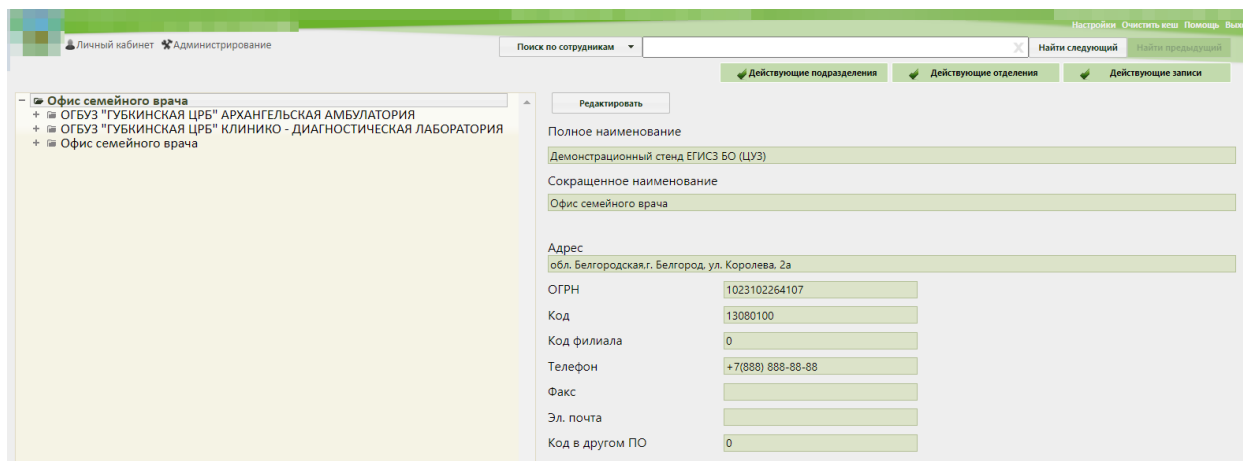 Настройки Очистить кеш Помощь
Личный кабинет Администрирование
Поиск по сотрудникам Найти следующий Найти предыдущий
Действующие подразделения Действующие отделения Действующие записи
Офис семейного врача
ОГБУЗ "ГУБКИНСКАЯ ЦРБ" АРХАНГЕЛЬСКАЯ АМБУЛАТОРИЯ
ОГБУЗ "ГУБКИНСКАЯ ЦРБ" КЛИНИКО - ДИАГНОСТИЧЕСКАЯ ЛАБОРАТОРИЯ
Офис семейного врача
Редактировать
Полное наименование
Демонстрационный стенд ЕГИСЗ БО (ЦУЗ)
Сокращенное наименование
Офис семейного врача
Адрес
обл. Белгородская,г. Белгород, ул. Королева, 2а
ОГРН 1023102264107
Код 13080100
Код филиала 0
Телефон +7(888) 888-88-88
Факс
Эл. почта
Код в другом ПО 0